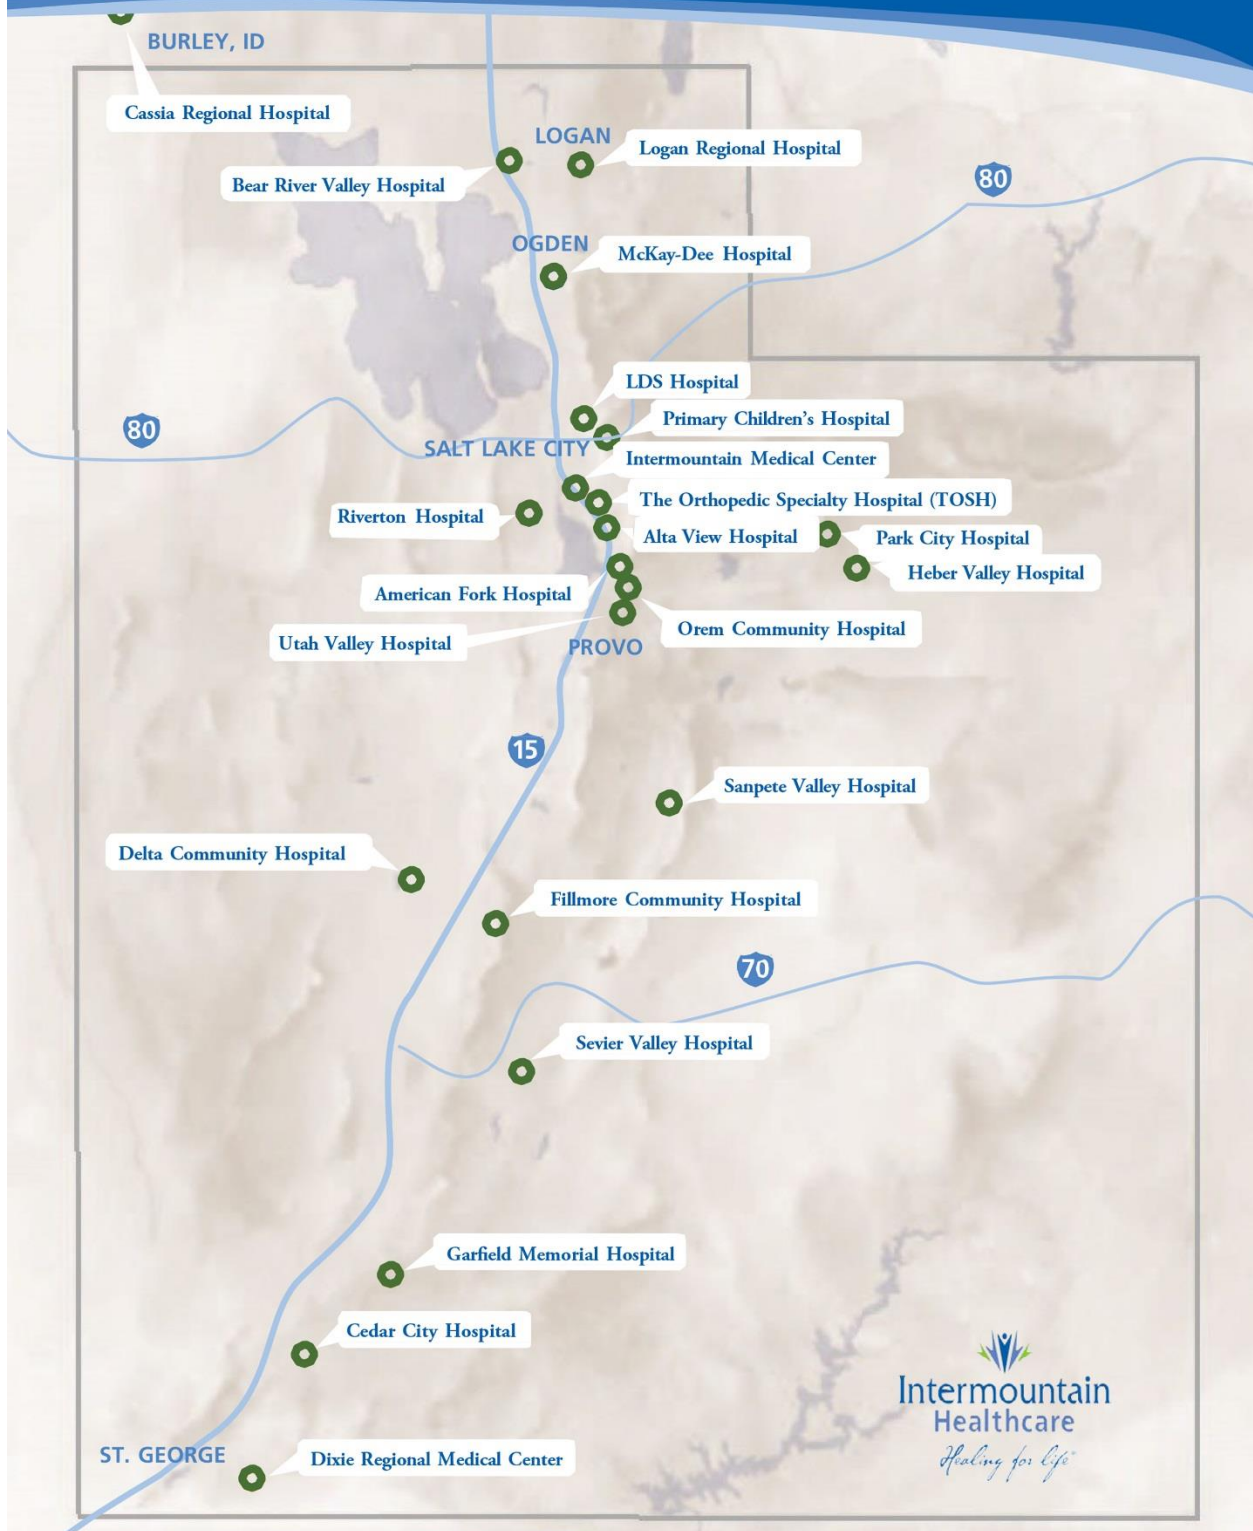 BURLEY, ID
Cassia Regional Hospital
LOGAN
Logan Regional Hospital
Bear River Valley Hospital
80
OGDEN
McKay-Dee Hospital
LDS Hospital
Primary Children's Hospital
80
SALT LAKE CITY
Intermountain Medical Center
The Orthopedic Specialty Hospital (TOSH)
Riverton Hospital
Alta View Hospital
Park City Hospital
Heber Valley Hospital
American Fork Hospital
Orem Community Hospital
Utah Valley Hospital
PROVO
15
Sanpete Valley Hospital
Delta Community Hospital
Fillmore Community Hospital
70
Sevier Valley Hospital
Garfield Memorial Hospital
Cedar City Hospital
Intermountain
Healthcare
Healing for life®
ST. GEORGE
Dixie Regional Medical Center